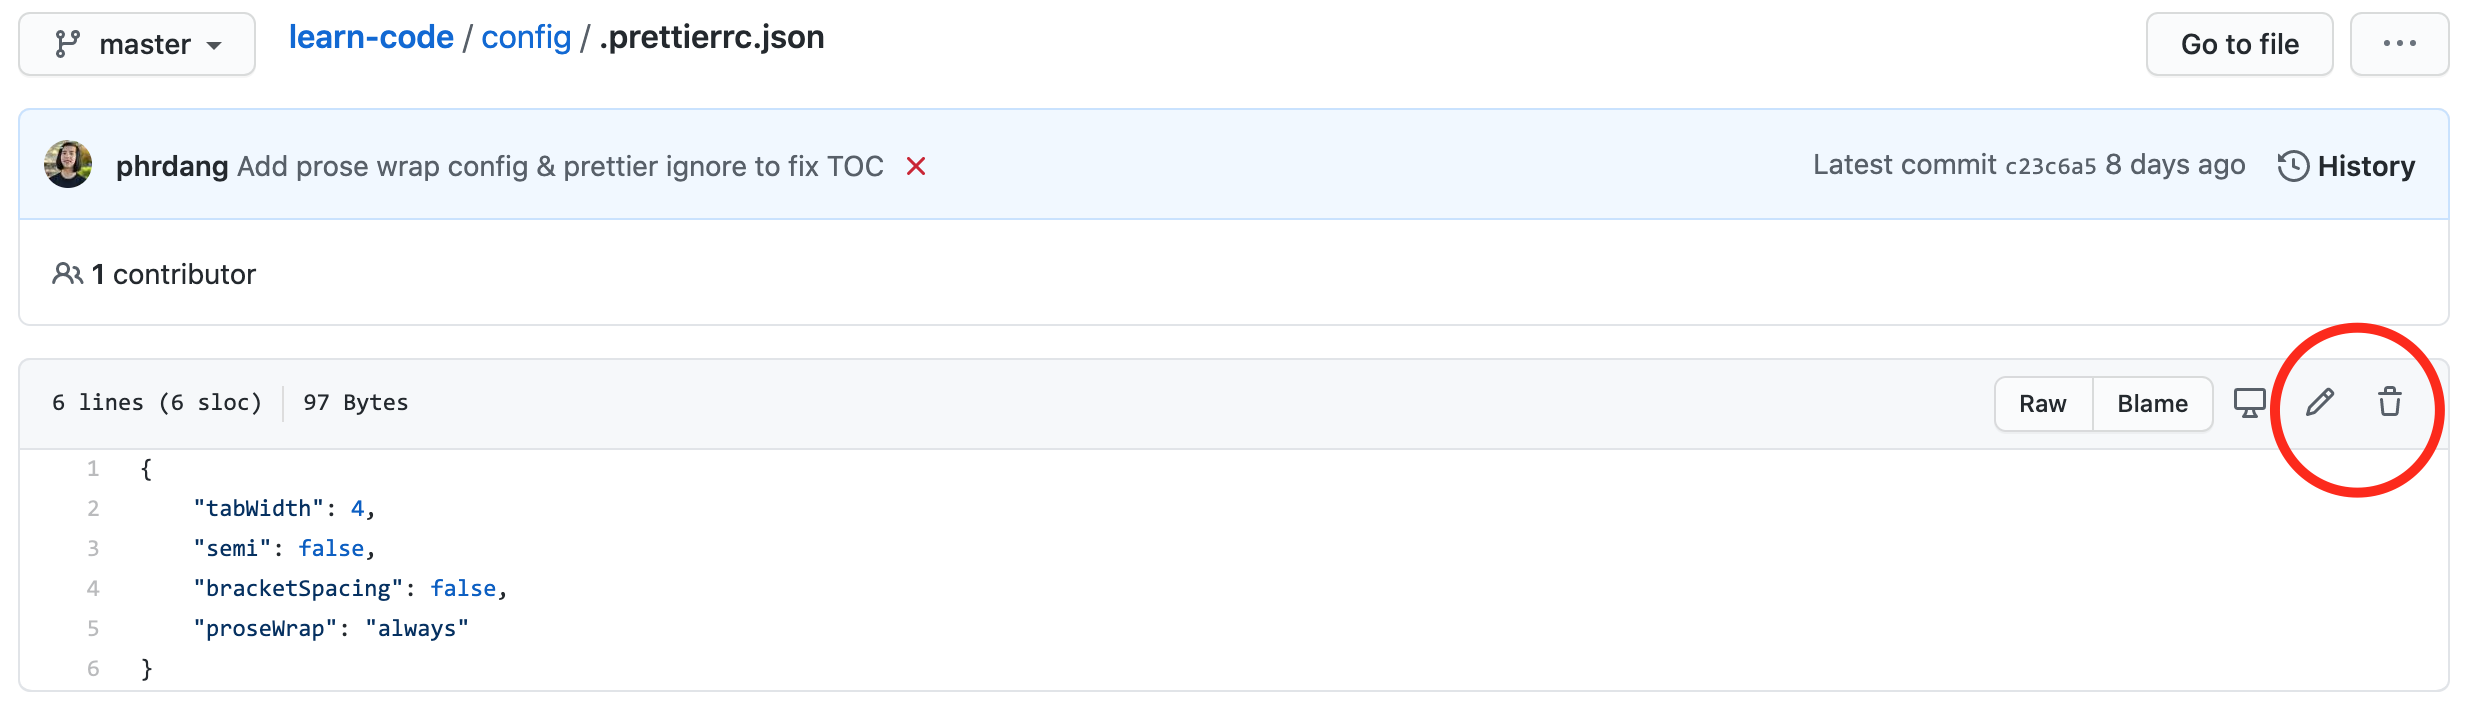 master learn-code / config / .prettierrc.json Go to file ...
phrdang Add prose wrap config & prettier ignore to fix TOC Latest commit c23c6a5 8 days ago History
1 contributor
6 lines (6 sloc) 97 Bytes Raw Blame
1 {
2     "tabWidth": 4,
3     "semi": false,
4     "bracketSpacing": false,
5     "proseWrap": "always"
6 }